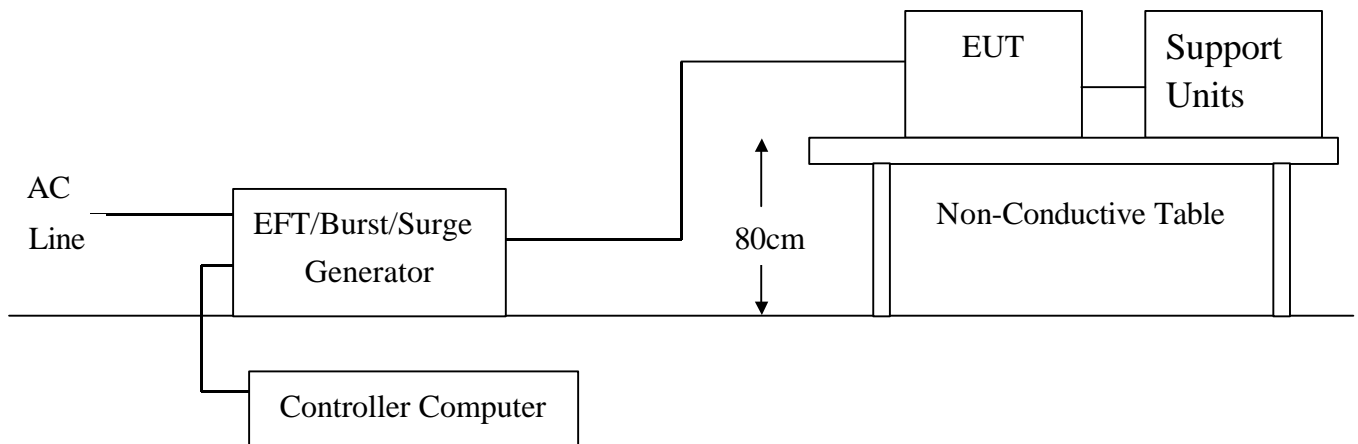 EUT
Support
Units
AC
Line
EFT/Burst/Surge
Generator
80cm
Non-Conductive Table
Controller Computer